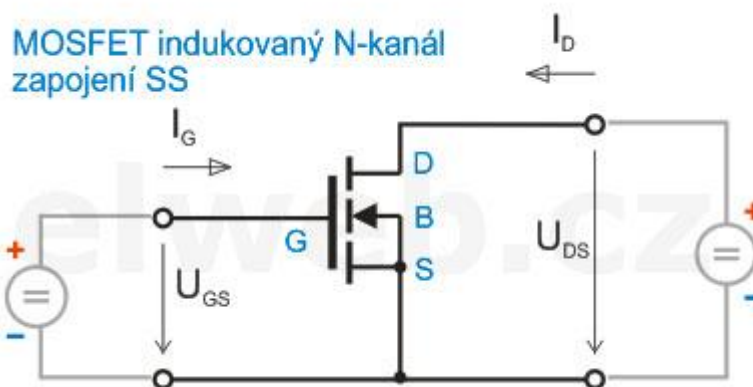 MOSFET indukovaný N-kanál
zapojení SS
I_D
I_G
D
B
G
S
U_GS
U_DS
+
−
+
−
=
=
elweb.cz